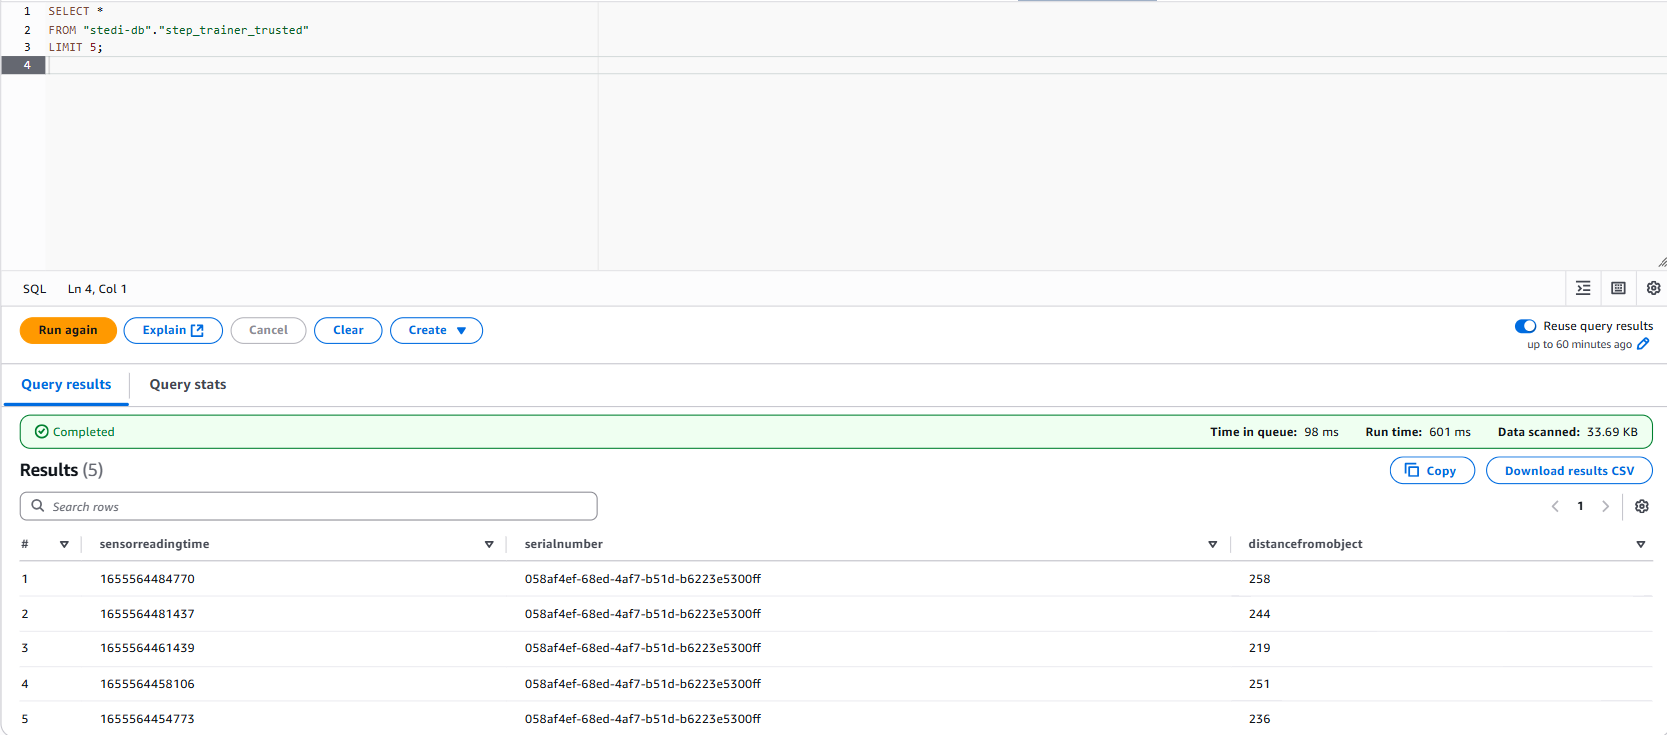 1 SELECT *
2 FROM "stedi-db"."step_trainer_trusted"
3 LIMIT 5;
4
SQL Ln 4, Col 1
Run again Explain Cancel Clear Create Reuse query results
up to 60 minutes ago
Query results Query stats
Completed Time in queue: 98 ms Run time: 601 ms Data scanned: 33.69 KB
Results (5) Copy Download results CSV
Search rows 1
# sensorreadingtime serialnumber distancefromobject
1 1655564484770 058af4ef-68ed-4af7-b51d-b6223e5300ff 258
2 1655564481437 058af4ef-68ed-4af7-b51d-b6223e5300ff 244
3 1655564461439 058af4ef-68ed-4af7-b51d-b6223e5300ff 219
4 1655564458106 058af4ef-68ed-4af7-b51d-b6223e5300ff 251
5 1655564454773 058af4ef-68ed-4af7-b51d-b6223e5300ff 236